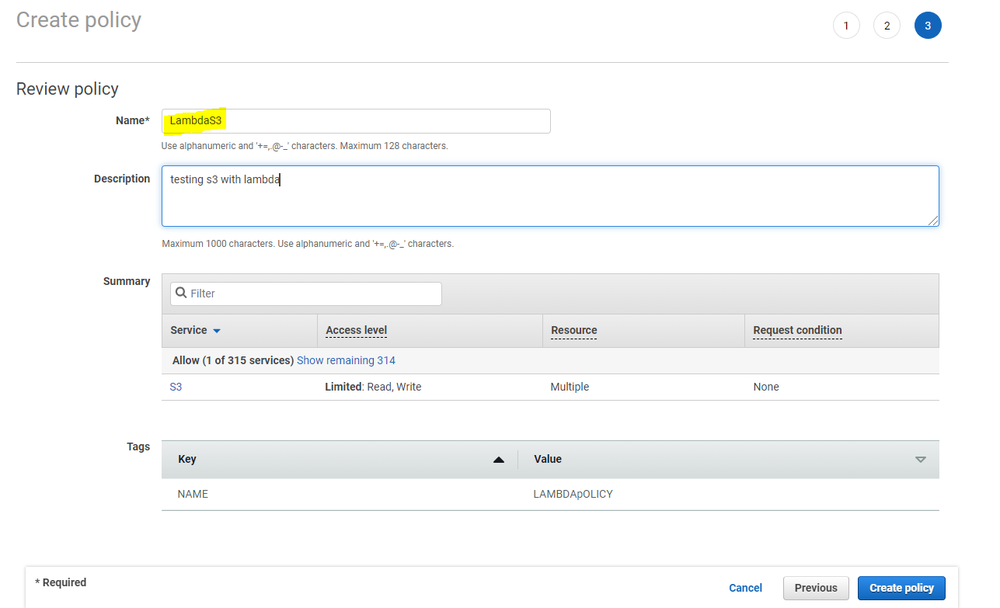 Create policy
1 2 3
Review policy
Name* LambdaS3
Use alphanumeric and '+=,.@-_' characters. Maximum 128 characters.
Description testing s3 with lambda
Maximum 1000 characters. Use alphanumeric and '+=,.@-_' characters.
Summary
Filter
Service Access level Resource Request condition
Allow (1 of 315 services) Show remaining 314
S3 Limited: Read, Write Multiple None
Tags
Key Value
NAME LAMBDApOLICY
* Required Cancel Previous Create policy